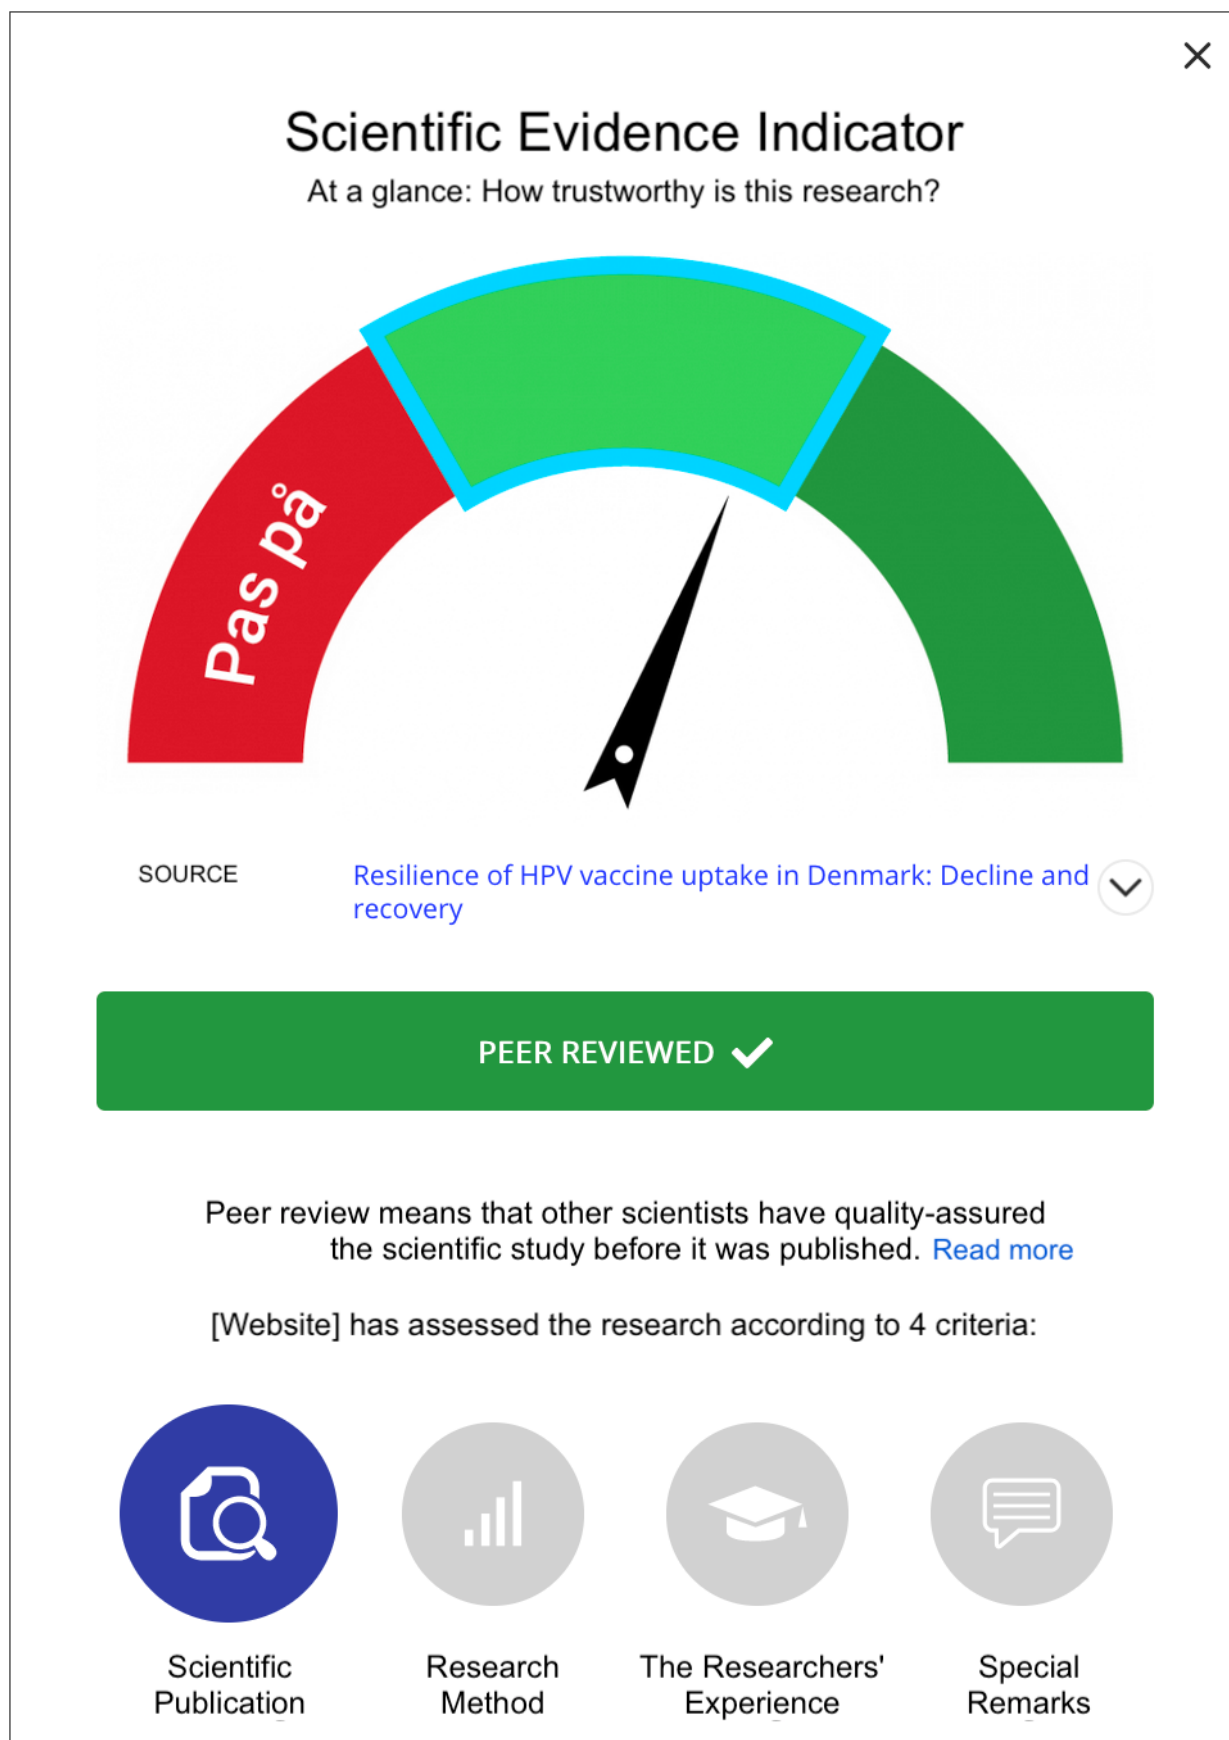 Scientific Evidence Indicator
At a glance: How trustworthy is this research?
Pas på
SOURCE
Resilience of HPV vaccine uptake in Denmark: Decline and
recovery
PEER REVIEWED
Peer review means that other scientists have quality-assured
the scientific study before it was published. Read more
[Website] has assessed the research according to 4 criteria:
Scientific
Publication
Research
Method
The Researchers'
Experience
Special
Remarks